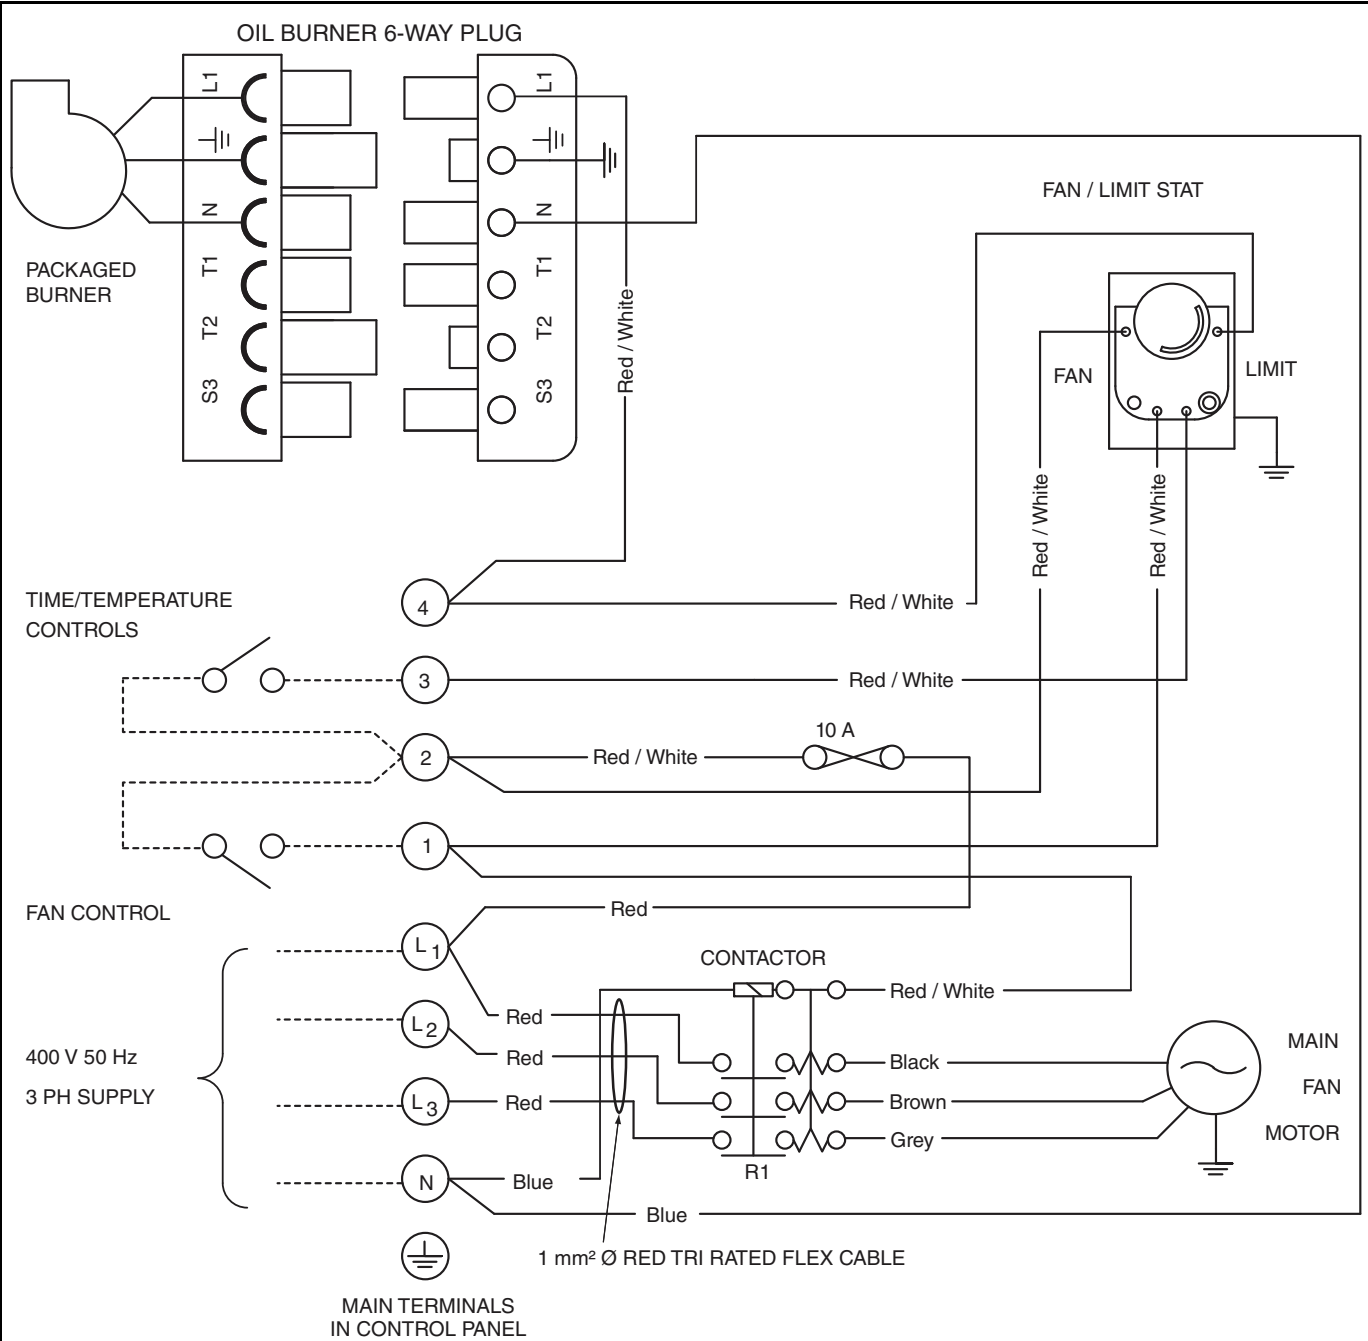 OIL BURNER 6-WAY PLUG
L1
L1
N
N
T1
T1
T2
T2
S3
S3
PACKAGED
BURNER
Red / White
FAN / LIMIT STAT
FAN
LIMIT
Red / White
Red / White
TIME/TEMPERATURE
CONTROLS
4
Red / White
3
Red / White
10 A
2
Red / White
1
FAN CONTROL
L1
Red
CONTACTOR
Red / White
L2
Red
Red
400 V 50 Hz
3 PH SUPPLY
L3
Red
Black
Brown
Grey
MAIN
FAN
MOTOR
R1
N
Blue
Blue
1 mm² Ø RED TRI RATED FLEX CABLE
MAIN TERMINALS
IN CONTROL PANEL